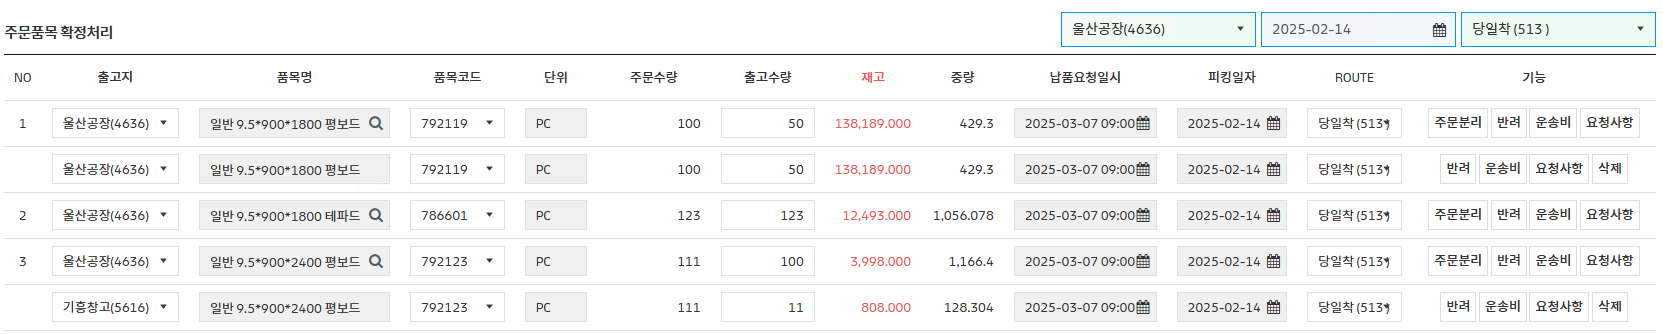 주문품목 확정처리 울산공장(4636) 2025-02-14 당일착 (513 )
NO 출고지 품목명 품목코드 단위 주문수량 출고수량 재고 중량 납품요청일시 피킹일자 ROUTE 기능
1 울산공장(4636) 일반 9.5*900*1800 평보드 792119 PC 100 50 138,189.000 429.3 2025-03-07 09:00 2025-02-14 당일착 (513 ) 주문분리 반려 운송비 요청사항
울산공장(4636) 일반 9.5*900*1800 평보드 792119 PC 100 50 138,189.000 429.3 2025-03-07 09:00 2025-02-14 당일착 (513 ) 반려 운송비 요청사항 삭제
2 울산공장(4636) 일반 9.5*900*1800 테파드 786601 PC 123 123 12,493.000 1,056.078 2025-03-07 09:00 2025-02-14 당일착 (513 ) 주문분리 반려 운송비 요청사항
3 울산공장(4636) 일반 9.5*900*2400 평보드 792123 PC 111 100 3,998.000 1,166.4 2025-03-07 09:00 2025-02-14 당일착 (513 ) 주문분리 반려 운송비 요청사항
기흥창고(5616) 일반 9.5*900*2400 평보드 792123 PC 111 11 808.000 128.304 2025-03-07 09:00 2025-02-14 당일착 (513 ) 반려 운송비 요청사항 삭제